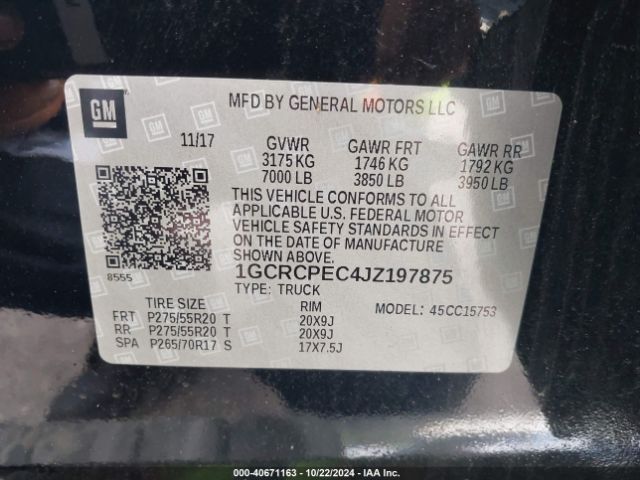 GM
MFD BY GENERAL MOTORS LLC
11/17 GVWR GAWR FRT GAWR RR
3175 KG 1746 KG 1792 KG
7000 LB 3850 LB 3950 LB
THIS VEHICLE CONFORMS TO ALL
APPLICABLE U.S. FEDERAL MOTOR
VEHICLE SAFETY STANDARDS IN EFFECT
ON THE DATE OF MANUFACTURE
SHOWN ABOVE.
8555
1GCRCPEC4JZ197875
TYPE: TRUCK
MODEL: 45CC15753
TIRE SIZE RIM
FRT P275/55R20 T 20X9J
RR P275/55R20 T 20X9J
SPA P265/70R17 S 17X7.5J
000-40671163 - 10/22/2024 - IAA Inc.